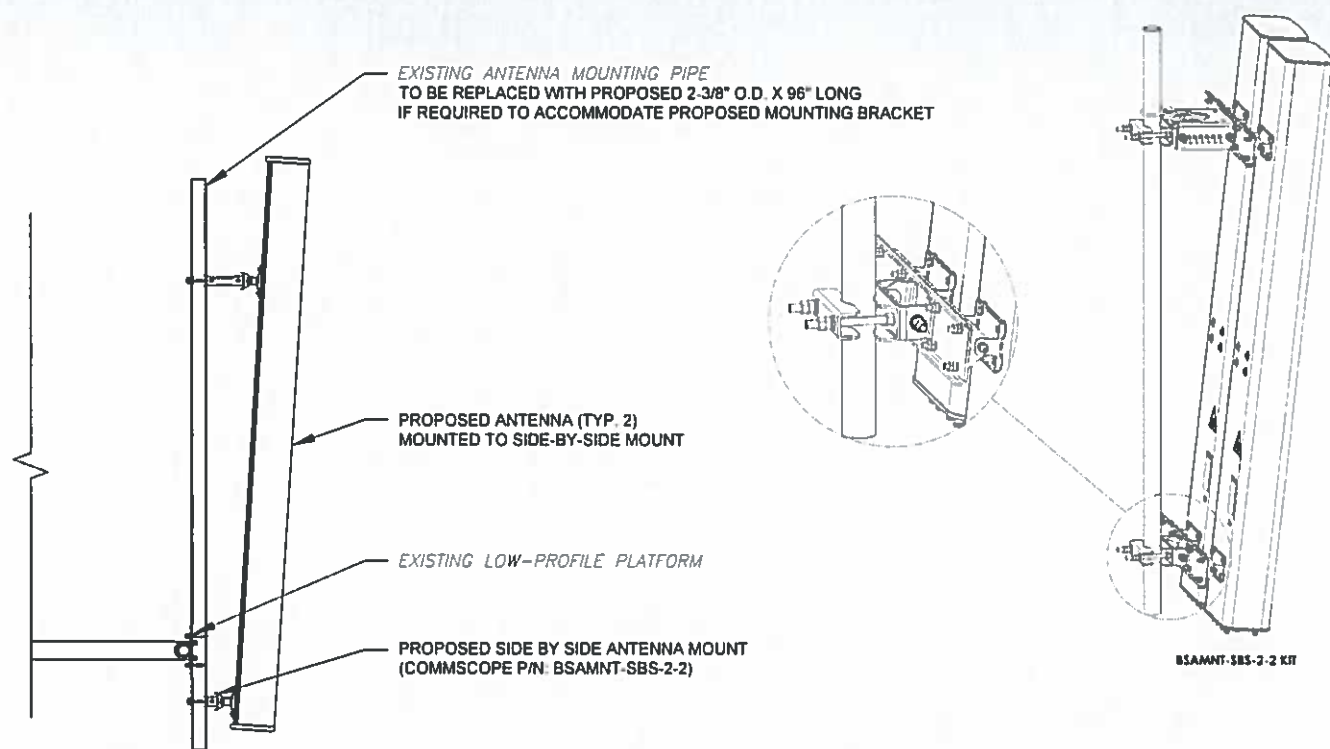 EXISTING ANTENNA MOUNTING PIPE
TO BE REPLACED WITH PROPOSED 2-3/8" O.D. X 96" LONG
IF REQUIRED TO ACCOMMODATE PROPOSED MOUNTING BRACKET
PROPOSED ANTENNA (TYP. 2)
MOUNTED TO SIDE-BY-SIDE MOUNT
EXISTING LOW-PROFILE PLATFORM
PROPOSED SIDE BY SIDE ANTENNA MOUNT
(COMMSCOPE P/N: BSAMNT-SBS-2-2)
BSAMNT-SBS-2-2 KIT